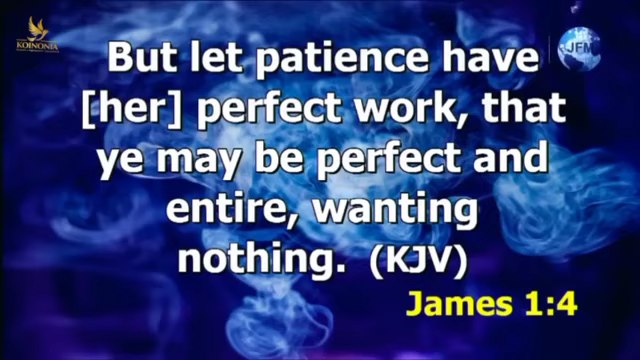 KOINONIA
JFM
But let patience have
[her] perfect work, that
ye may be perfect and
entire, wanting
nothing. (KJV)
James 1:4